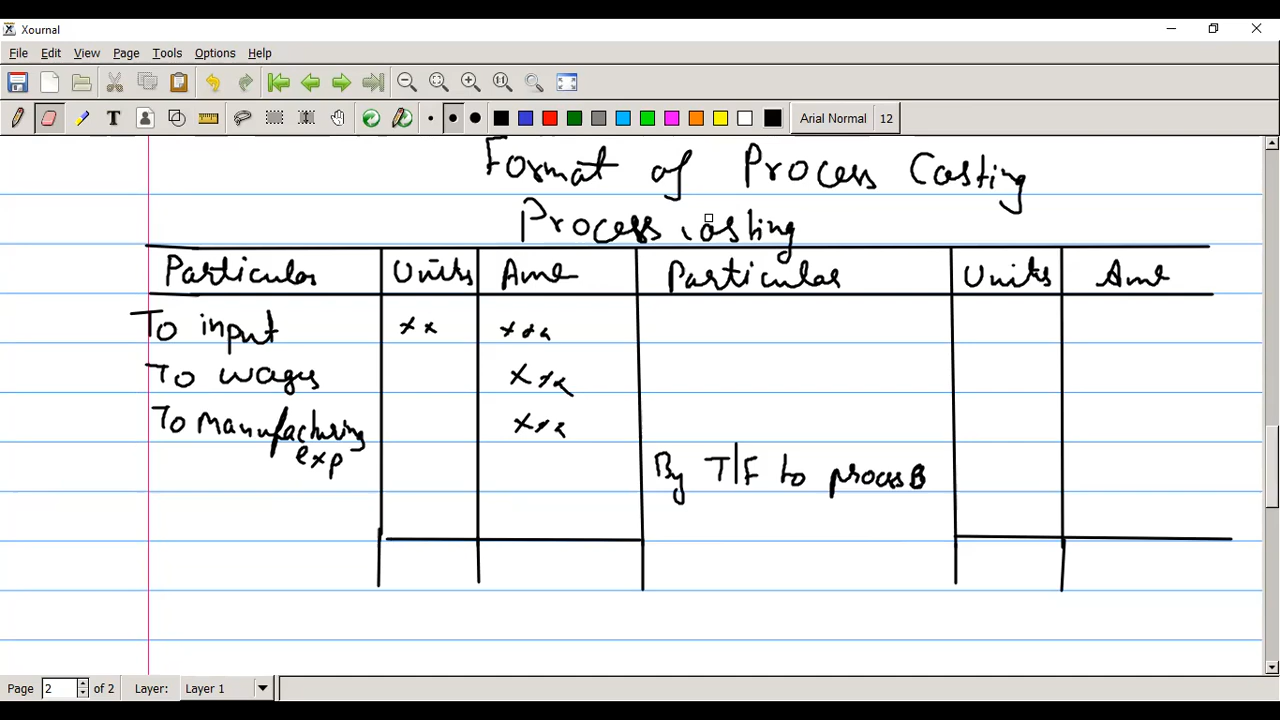 Xournal
File Edit View Page Tools Options Help
Arial Normal 12
Format of Process Costing
Process costing
Particulas Units Amt Particulas Units Amt
To input xx xxx
To wages xxx
To Manufacturing xxx
exp
By T/F to process B
Page 2 of 2 Layer: Layer 1